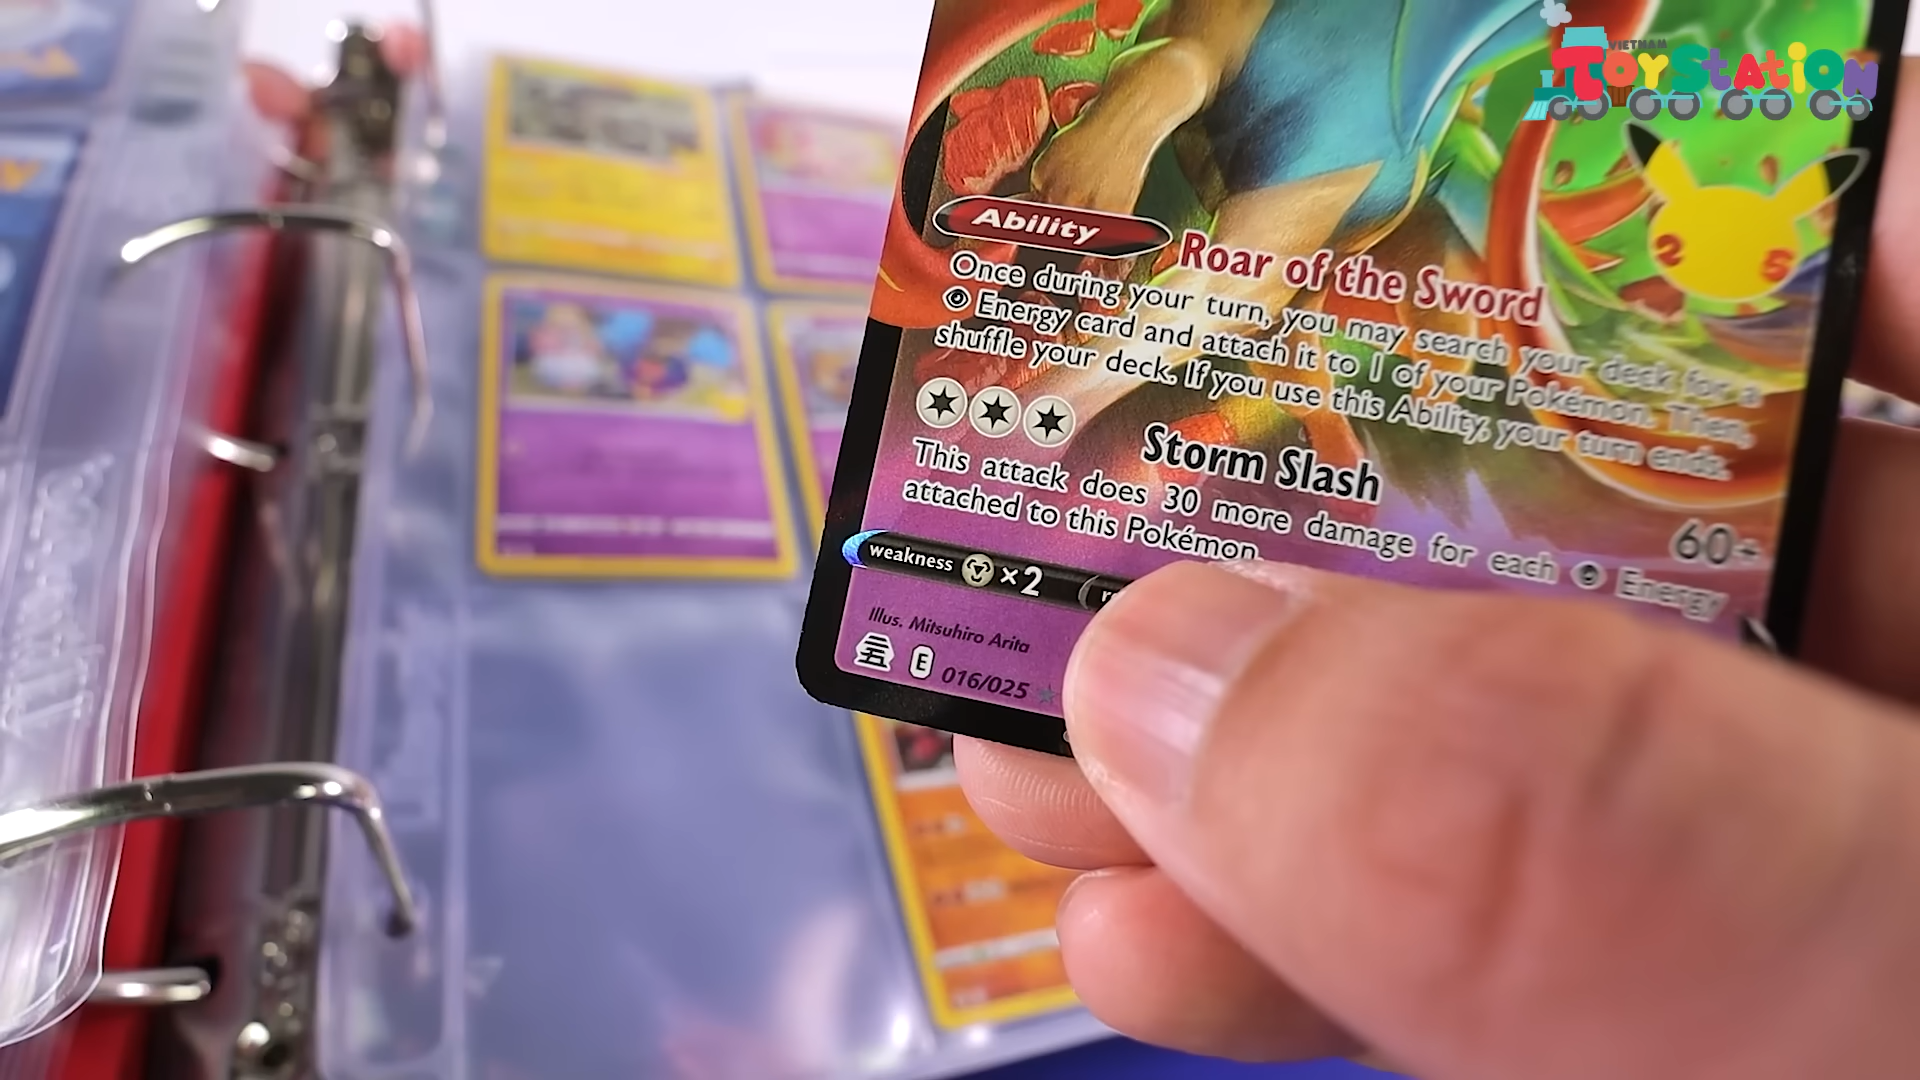 VIETNAM
ToyStation
Ability Roar of the Sword
Once during your turn, you may search your deck for a
Energy card and attach it to 1 of your Pokémon. Then,
shuffle your deck. If you use this Ability, your turn ends.
Storm Slash 60+
This attack does 30 more damage for each Energy
attached to this Pokémon.
weakness ×2
Illus. Mitsuhiro Arita
E 016/025
25